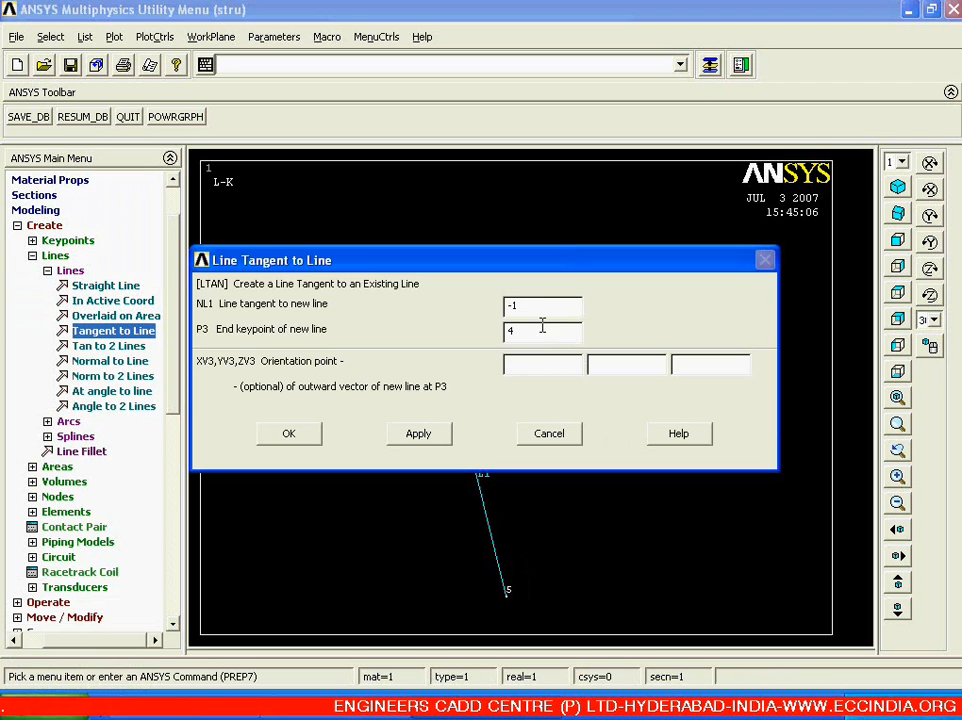 ANSYS Multiphysics Utility Menu (stru)
File Select List Plot PlotCtrls WorkPlane Parameters Macro MenuCtrls Help
ANSYS Toolbar
SAVE_DB RESUM_DB QUIT POWRGRPH
ANSYS Main Menu
Material Props
Sections
Modeling
Create
Keypoints
Lines
Lines
Straight Line
In Active Coord
Overlaid on Area
Tangent to Line
Tan to 2 Lines
Normal to Line
Norm to 2 Lines
At angle to line
Angle to 2 Lines
Arcs
Splines
Line Fillet
Areas
Volumes
Nodes
Elements
Contact Pair
Piping Models
Circuit
Racetrack Coil
Transducers
Operate
Move / Modify
1
L-K
ANSYS
JUL 3 2007
15:45:06
Line Tangent to Line
[LTAN] Create a Line Tangent to an Existing Line
NL1 Line tangent to new line -1
P3 End keypoint of new line 4
XV3,YV3,ZV3 Orientation point -
- (optional) of outward vector of new line at P3
OK Apply Cancel Help
L1
5
1
3
Pick a menu item or enter an ANSYS Command (PREP7) mat=1 type=1 real=1 csys=0 secn=1
. ENGINEERS CADD CENTRE (P) LTD-HYDERABAD-INDIA-WWW.ECCINDIA.ORG